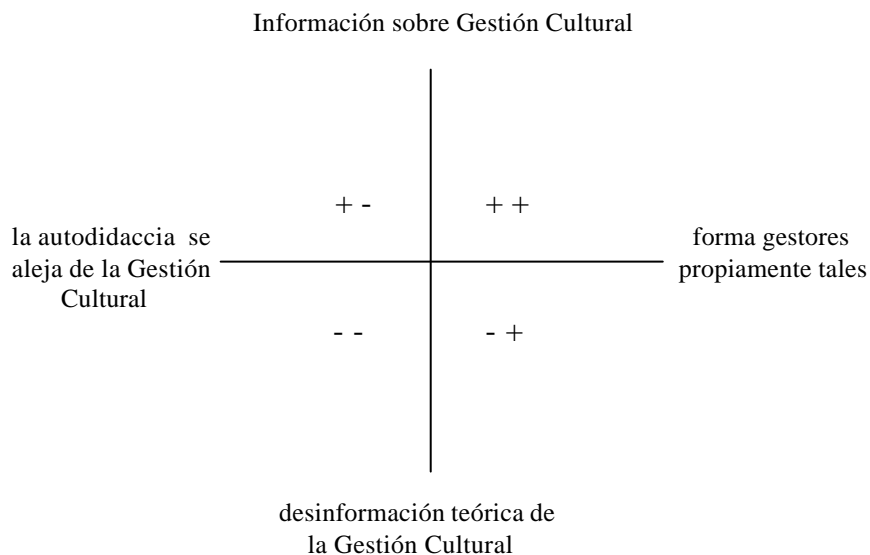 Información sobre Gestión Cultural
+ - + +
la autodidaccia se
aleja de la Gestión
Cultural
forma gestores
propiamente tales
- - - +
desinformación teórica de
la Gestión Cultural